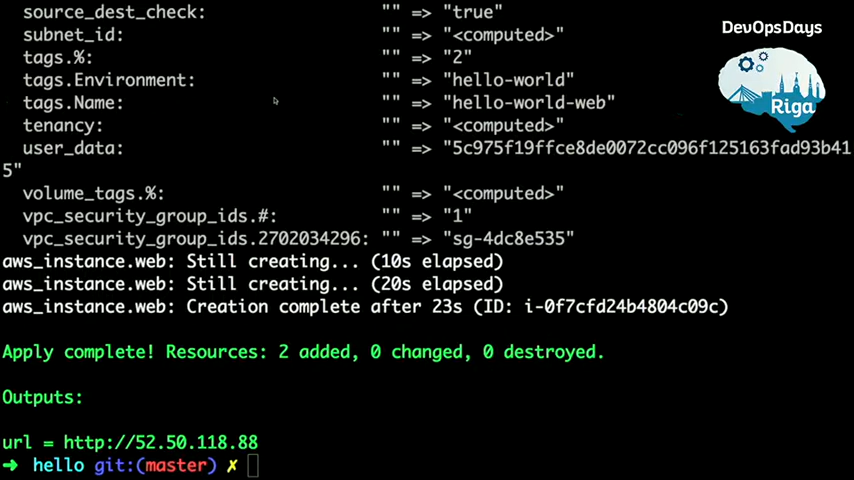 source_dest_check: "" => "true"
subnet_id: "" => "<computed>"
tags.%: "" => "2"
tags.Environment: "" => "hello-world"
tags.Name: "" => "hello-world-web"
tenancy: "" => "<computed>"
user_data: "" => "5c975f19ffce8de0072cc096f125163fad93b41
5"
volume_tags.%: "" => "<computed>"
vpc_security_group_ids.#: "" => "1"
vpc_security_group_ids.2702034296: "" => "sg-4dc8e535"
aws_instance.web: Still creating... (10s elapsed)
aws_instance.web: Still creating... (20s elapsed)
aws_instance.web: Creation complete after 23s (ID: i-0f7cfd24b4804c09c)
Apply complete! Resources: 2 added, 0 changed, 0 destroyed.
Outputs:
url = http://52.50.118.88
➜ hello git:(master) ✗
DevOpsDays
Riga